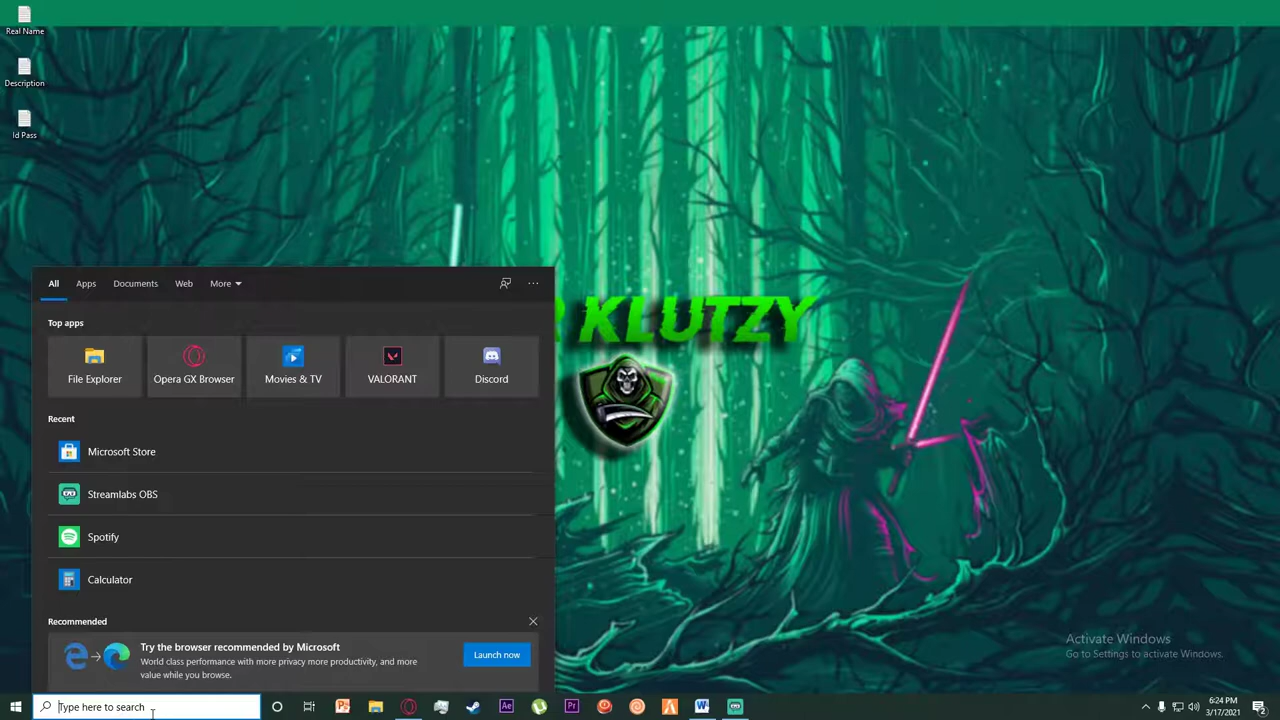 Real Name
Description
Id Pass
KLUTZY
All Apps Documents Web More
Top apps
File Explorer Opera GX Browser Movies & TV VALORANT Discord
Recent
Microsoft Store
Streamlabs OBS
Spotify
Calculator
Recommended
Try the browser recommended by Microsoft
World class performance with more privacy more productivity, and more
value while you browse.
Launch now
Activate Windows
Go to Settings to activate Windows.
Type here to search
Ae
Pr
W
6:24 PM
3/17/2021
2